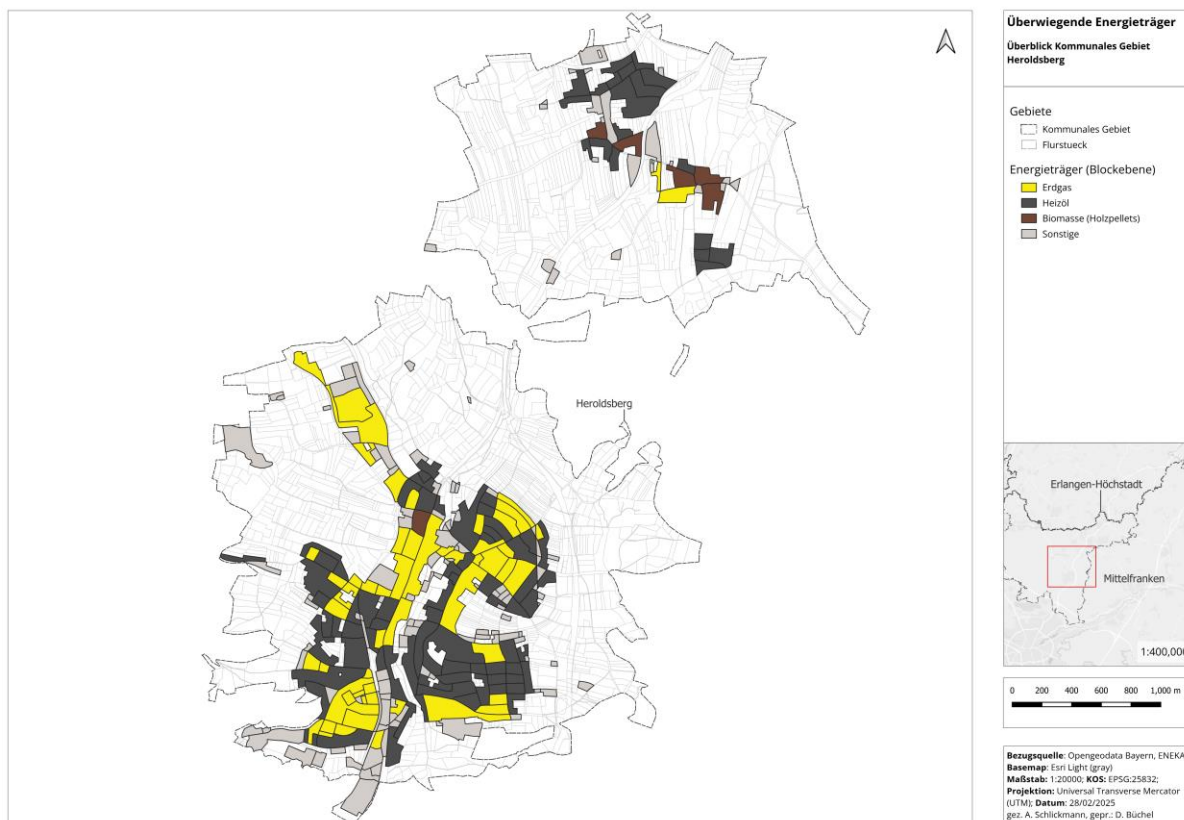 Überwiegende Energieträger
Überblick Kommunales Gebiet
Heroldsberg
Gebiete
Kommunales Gebiet
Flurstueck
Energieträger (Blockebene)
Erdgas
Heizöl
Biomasse (Holzpellets)
Sonstige
Heroldsberg
Erlangen-Höchstadt
Mittelfranken
1:400,000
0 200 400 600 800 1,000 m
Bezugsquelle: Opengeodata Bayern, ENEKA
Basemap: Esri Light (gray)
Maßstab: 1:20000; KOS: EPSG:25832;
Projektion: Universal Transverse Mercator
(UTM); Datum: 28/02/2025
gez. A. Schlickmann, gepr.: D. Büchel